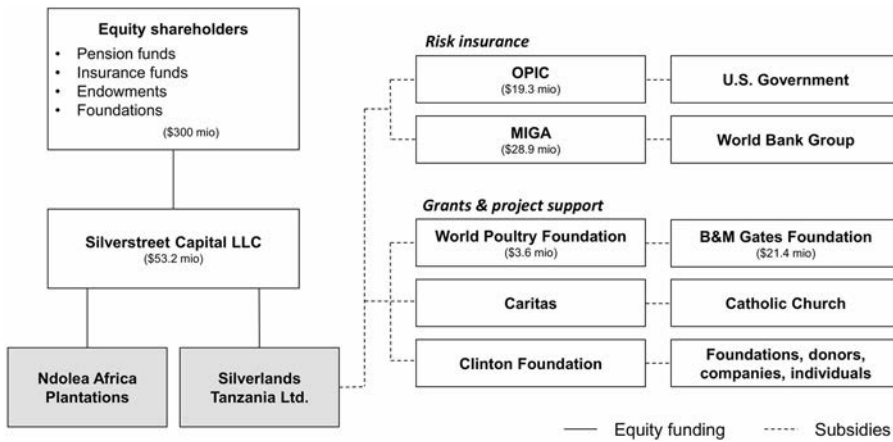 Equity shareholders
• Pension funds
• Insurance funds
• Endowments
• Foundations
($300 mio)
Silverstreet Capital LLC
($53.2 mio)
Ndolea Africa
Plantations
Silverlands
Tanzania Ltd.
Risk insurance
OPIC
($19.3 mio)
U.S. Government
MIGA
($28.9 mio)
World Bank Group
Grants & project support
World Poultry Foundation
($3.6 mio)
B&M Gates Foundation
($21.4 mio)
Caritas
Catholic Church
Clinton Foundation
Foundations, donors,
companies, individuals
Equity funding
Subsidies